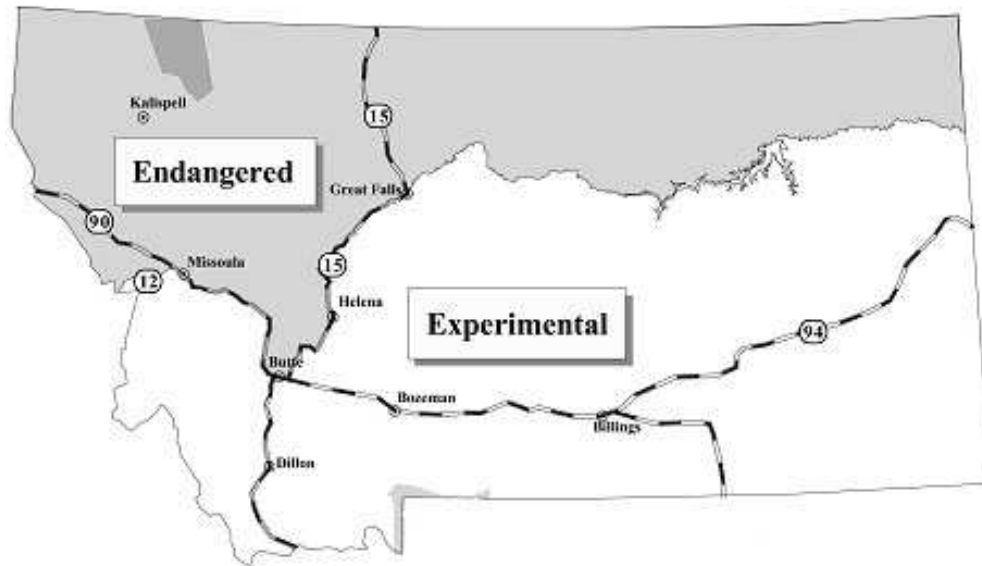 Kalispell
15
Endangered
Great Falls
90
Missoula
12
15
Helena
Experimental
94
Butte
Bozeman
Billings
Dillon